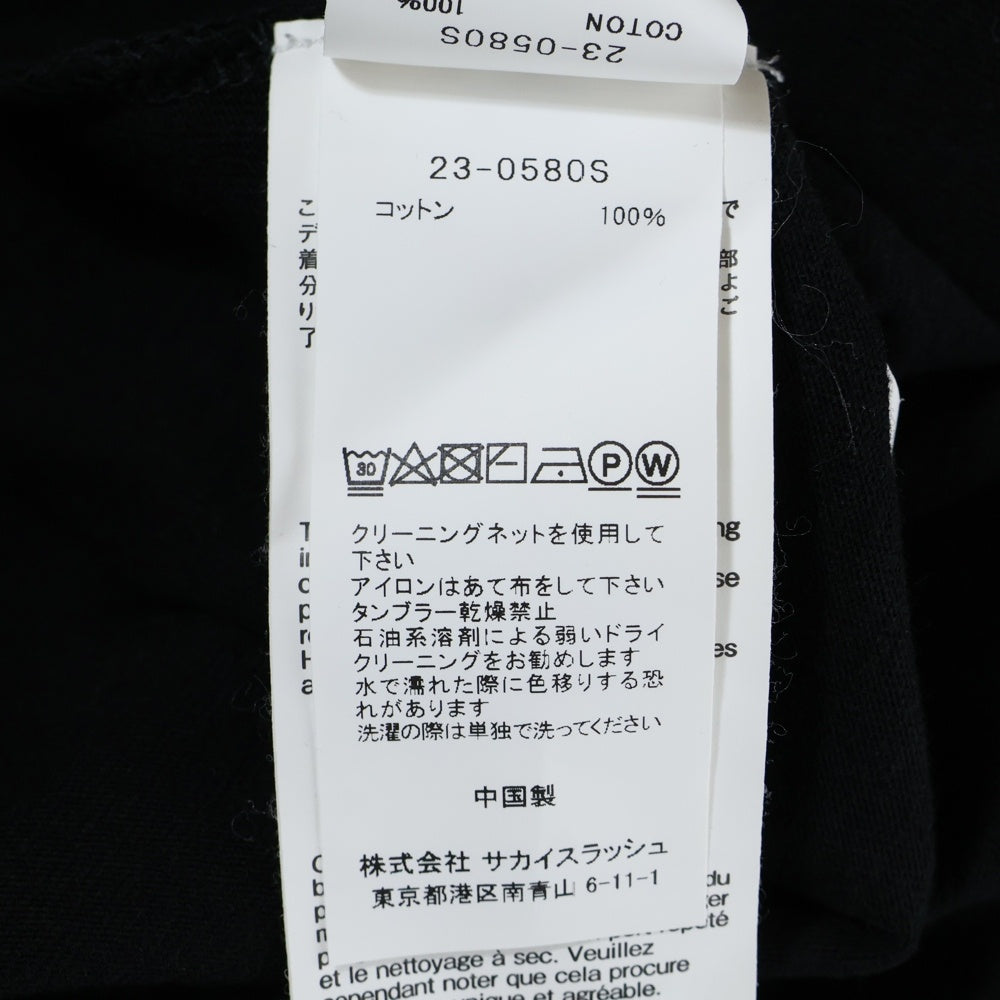 100%
COTTON
23-0580S
23-0580S
コットン 100%
こ
デ
着
分
り
了
で
部
よ
ご
30
P
W
クリーニングネットを使用して
下さい
アイロンはあて布をして下さい
タンブラー乾燥禁止
石油系溶剤による弱いドライ
クリーニングをお勧めします
水で濡れた際に色移りする恐
れがあります
洗濯の際は単独で洗ってください
中国製
株式会社 サカイスラッシュ
東京都港区南青山 6-11-1
du
et le nettoyage à sec. Veuillez
cependant noter que cela procure
unique et agréable.